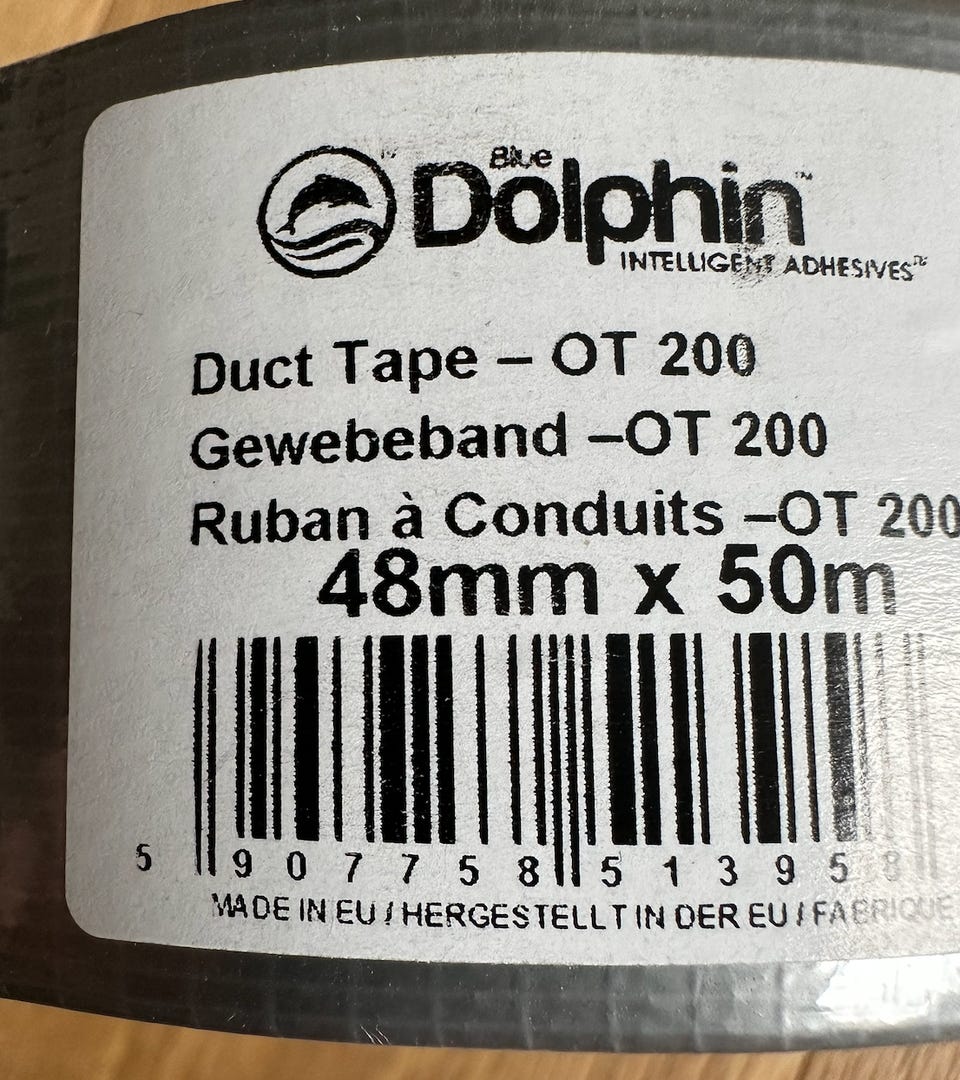 Blue
Dolphin™
INTELLIGENT ADHESIVES™
Duct Tape – OT 200
Gewebeband –OT 200
Ruban à Conduits –OT 200
48mm x 50m
5 907758 513958
MADE IN EU / HERGESTELLT IN DER EU / FABRIQUE